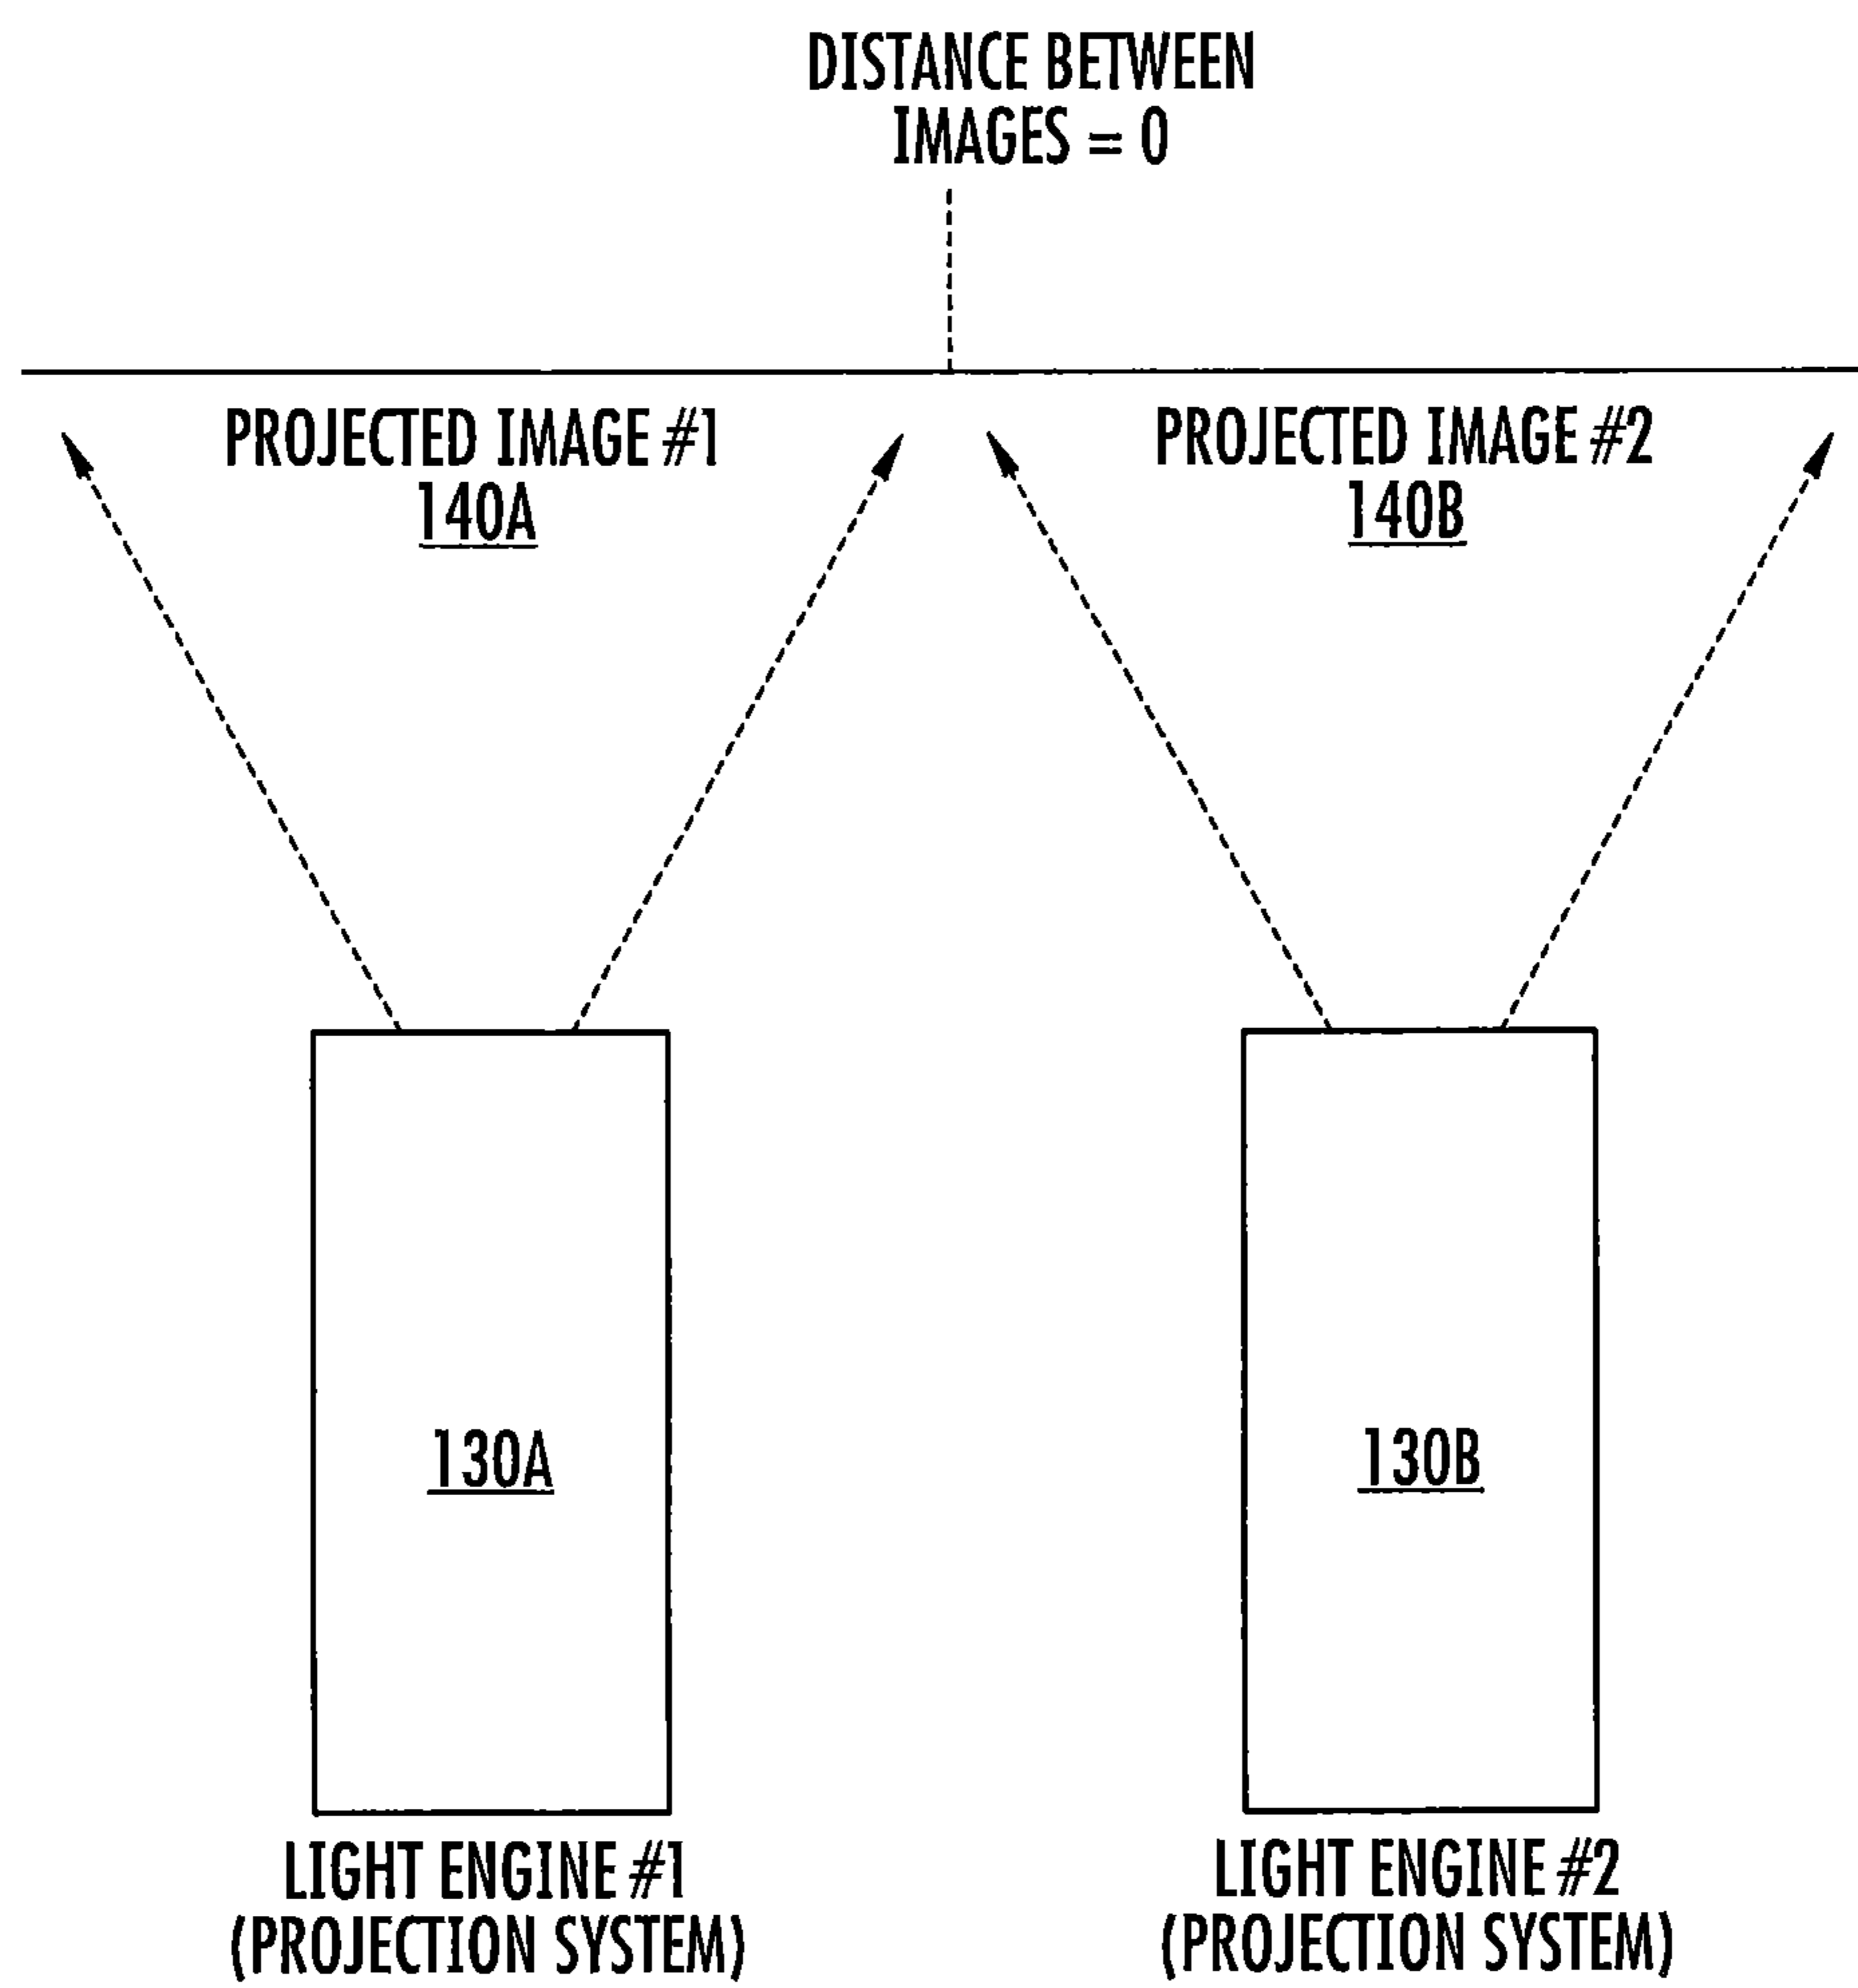 DISTANCE BETWEEN
IMAGES = 0
PROJECTED IMAGE #1
140A
PROJECTED IMAGE #2
140B
130A
130B
LIGHT ENGINE #1
(PROJECTION SYSTEM)
LIGHT ENGINE #2
(PROJECTION SYSTEM)